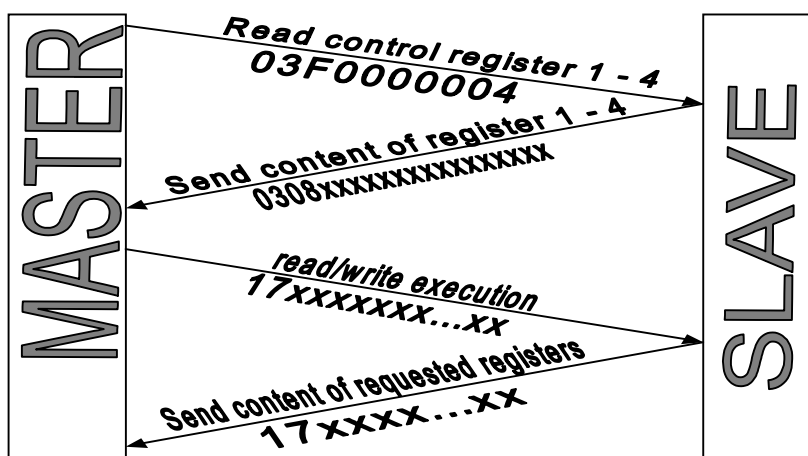 MASTER
Read control register 1 - 4
03F0000004
Send content of register 1 - 4
0308xxxxxxxxxxxxxxxx
read/write execution
17xxxxxxx...xx
Send content of requested registers
17xxxx...xx
SLAVE